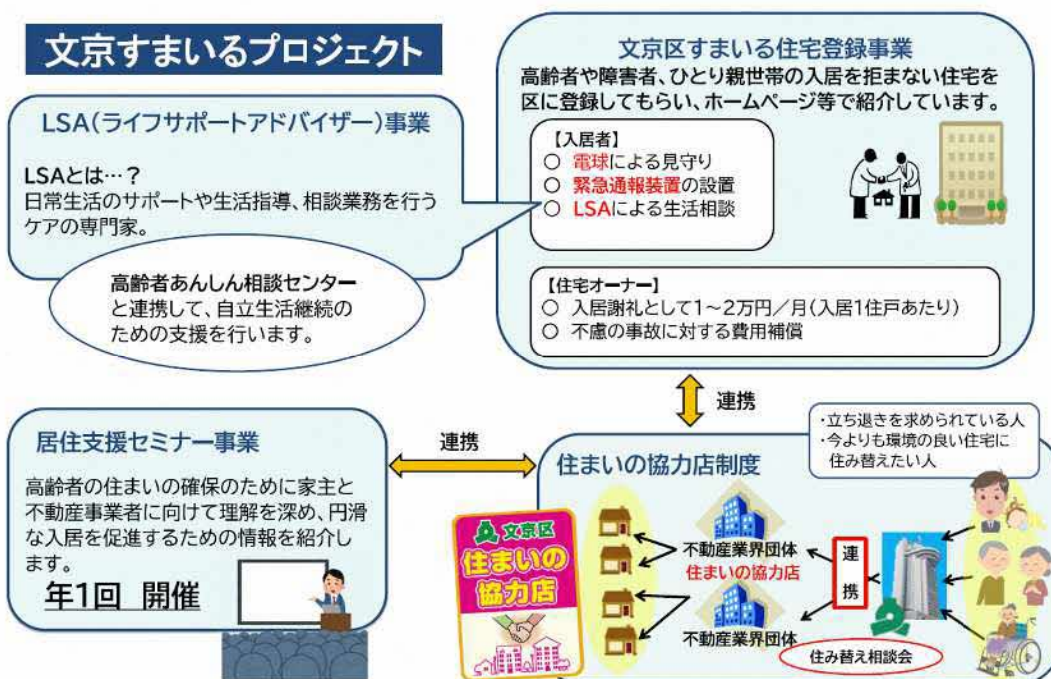 文京すまいるプロジェクト
LSA(ライフサポートアドバイザー)事業
LSAとは…？
日常生活のサポートや生活指導、相談業務を行う
ケアの専門家。
高齢者あんしん相談センター
と連携して、自立生活継続の
ための支援を行います。
文京区すまいる住宅登録事業
高齢者や障害者、ひとり親世帯の入居を拒まない住宅を
区に登録してもらい、ホームページ等で紹介しています。
【入居者】
○ 電球による見守り
○ 緊急通報装置の設置
○ LSAによる生活相談
【住宅オーナー】
○ 入居謝礼として1～2万円／月(入居1住戸あたり)
○ 不慮の事故に対する費用補償
連携
居住支援セミナー事業
高齢者の住まいの確保のために家主と
不動産事業者に向けて理解を深め、円滑
な入居を促進するための情報を紹介し
ます。
年1回 開催
連携
住まいの協力店制度
・立ち退きを求められている人
・今よりも環境の良い住宅に
住み替えたい人
文京区
住まいの
協力店
不動産業界団体
住まいの協力店
不動産業界団体
連携
住み替え相談会